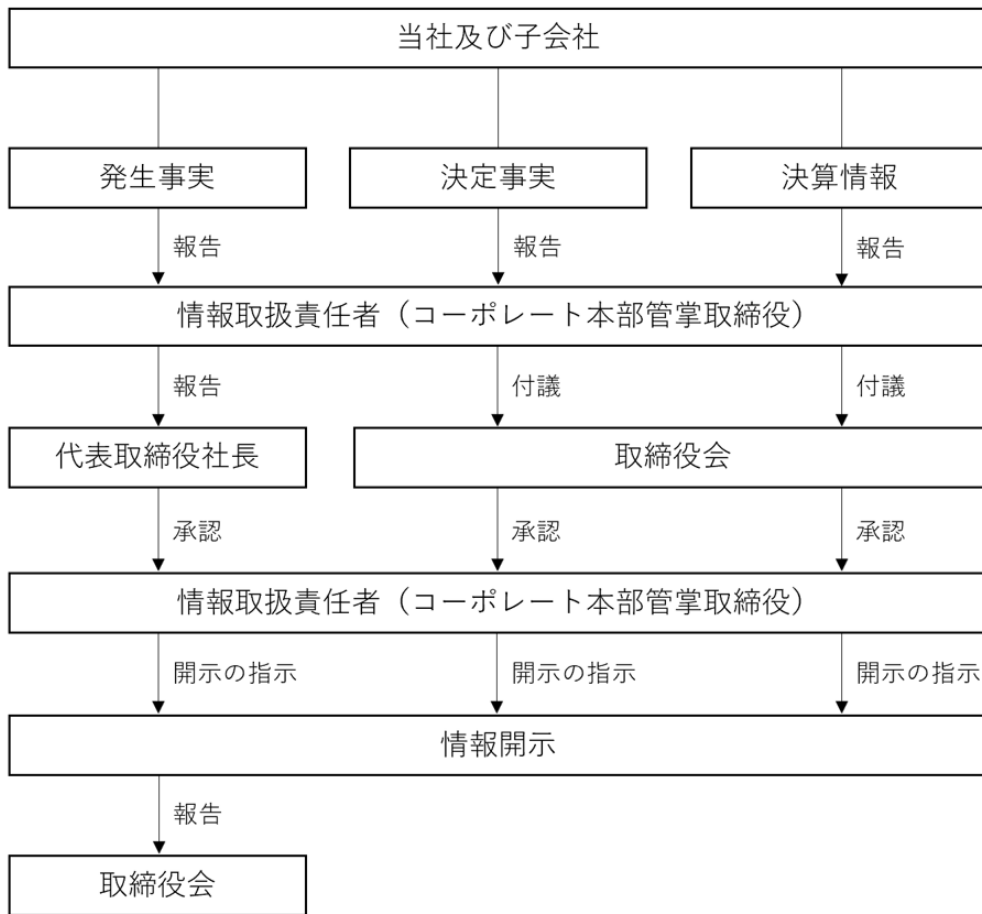 当社及び子会社
発生事実
決定事実
決算情報
報告
報告
報告
情報取扱責任者（コーポレート本部管掌取締役）
報告
付議
付議
代表取締役社長
取締役会
承認
承認
承認
情報取扱責任者（コーポレート本部管掌取締役）
開示の指示
開示の指示
開示の指示
情報開示
報告
取締役会